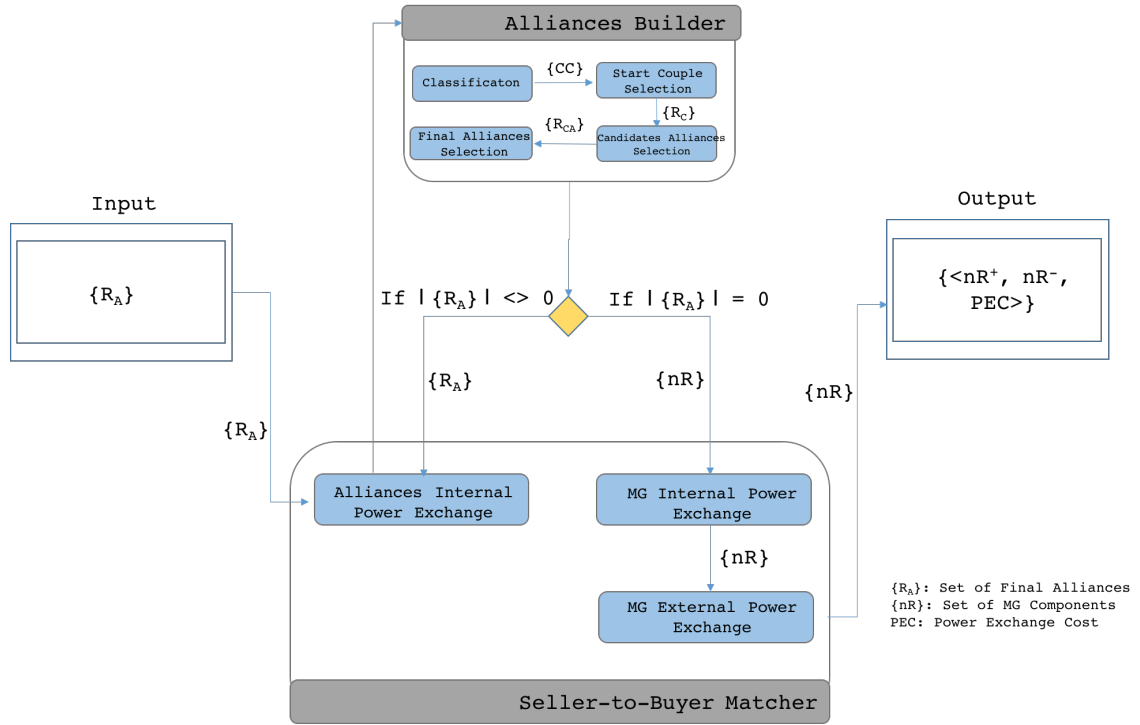 Alliances Builder
Classificaton
{CC}
Start Couple
Selection
{R_C}
Final Alliances
Selection
{R_CA}
Candidates Alliances
Selection
Input
{R_A}
{R_A}
Output
{<nR⁺, nR⁻,
PEC>}
If |{R_A}| <> 0
If |{R_A}| = 0
{R_A}
{nR}
{nR}
Alliances Internal
Power Exchange
MG Internal Power
Exchange
{nR}
MG External Power
Exchange
{R_A}: Set of Final Alliances
{nR}: Set of MG Components
PEC: Power Exchange Cost
Seller-to-Buyer Matcher